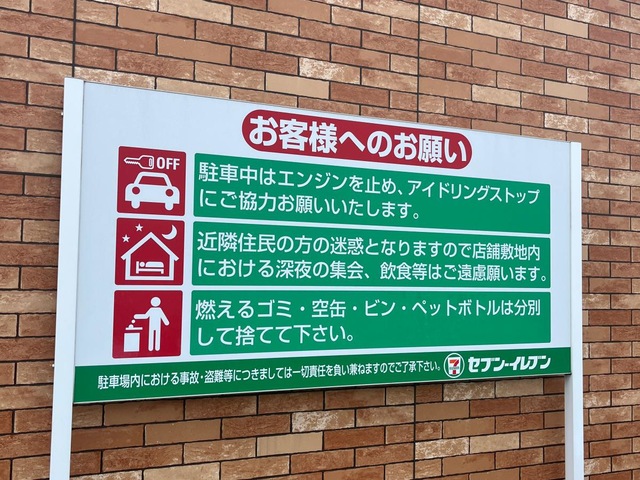 お客様へのお願い
OFF
駐車中はエンジンを止め、アイドリングストップ
にご協力お願いいたします。
近隣住民の方の迷惑となりますので店舗敷地内
における深夜の集会、飲食等はご遠慮願います。
燃えるゴミ・空缶・ビン・ペットボトルは分別
して捨てて下さい。
駐車場内における事故・盗難等につきましては一切責任を負い兼ねますのでご了承下さい。
7 ELEVEN
セブン-イレブン